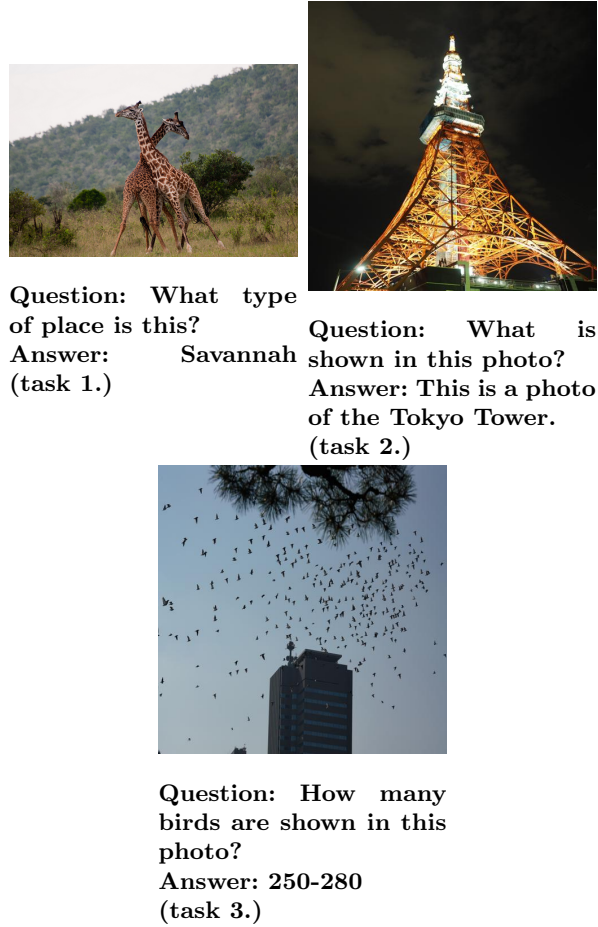 Question: What type
of place is this?
Answer: Savannah
(task 1.)
Question: What is
shown in this photo?
Answer: This is a photo
of the Tokyo Tower.
(task 2.)
Question: How many
birds are shown in this
photo?
Answer: 250-280
(task 3.)